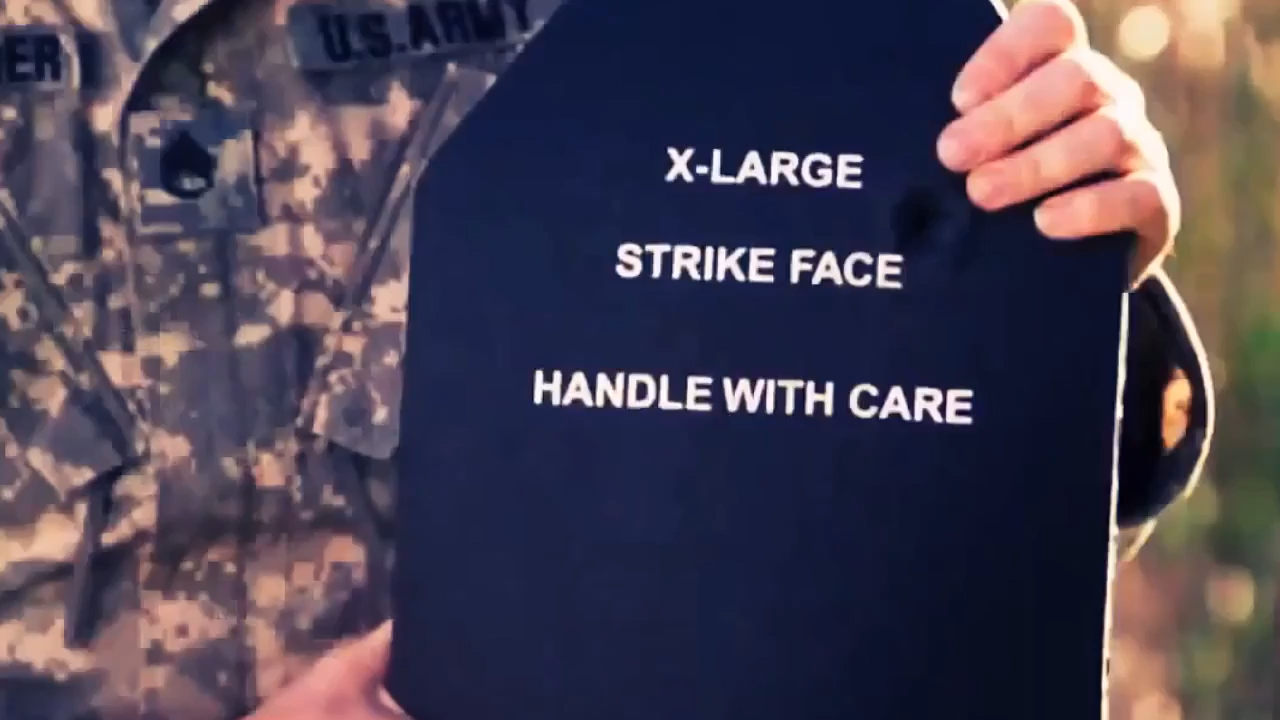 ER
U.S.ARMY
X-LARGE
STRIKE FACE
HANDLE WITH CARE